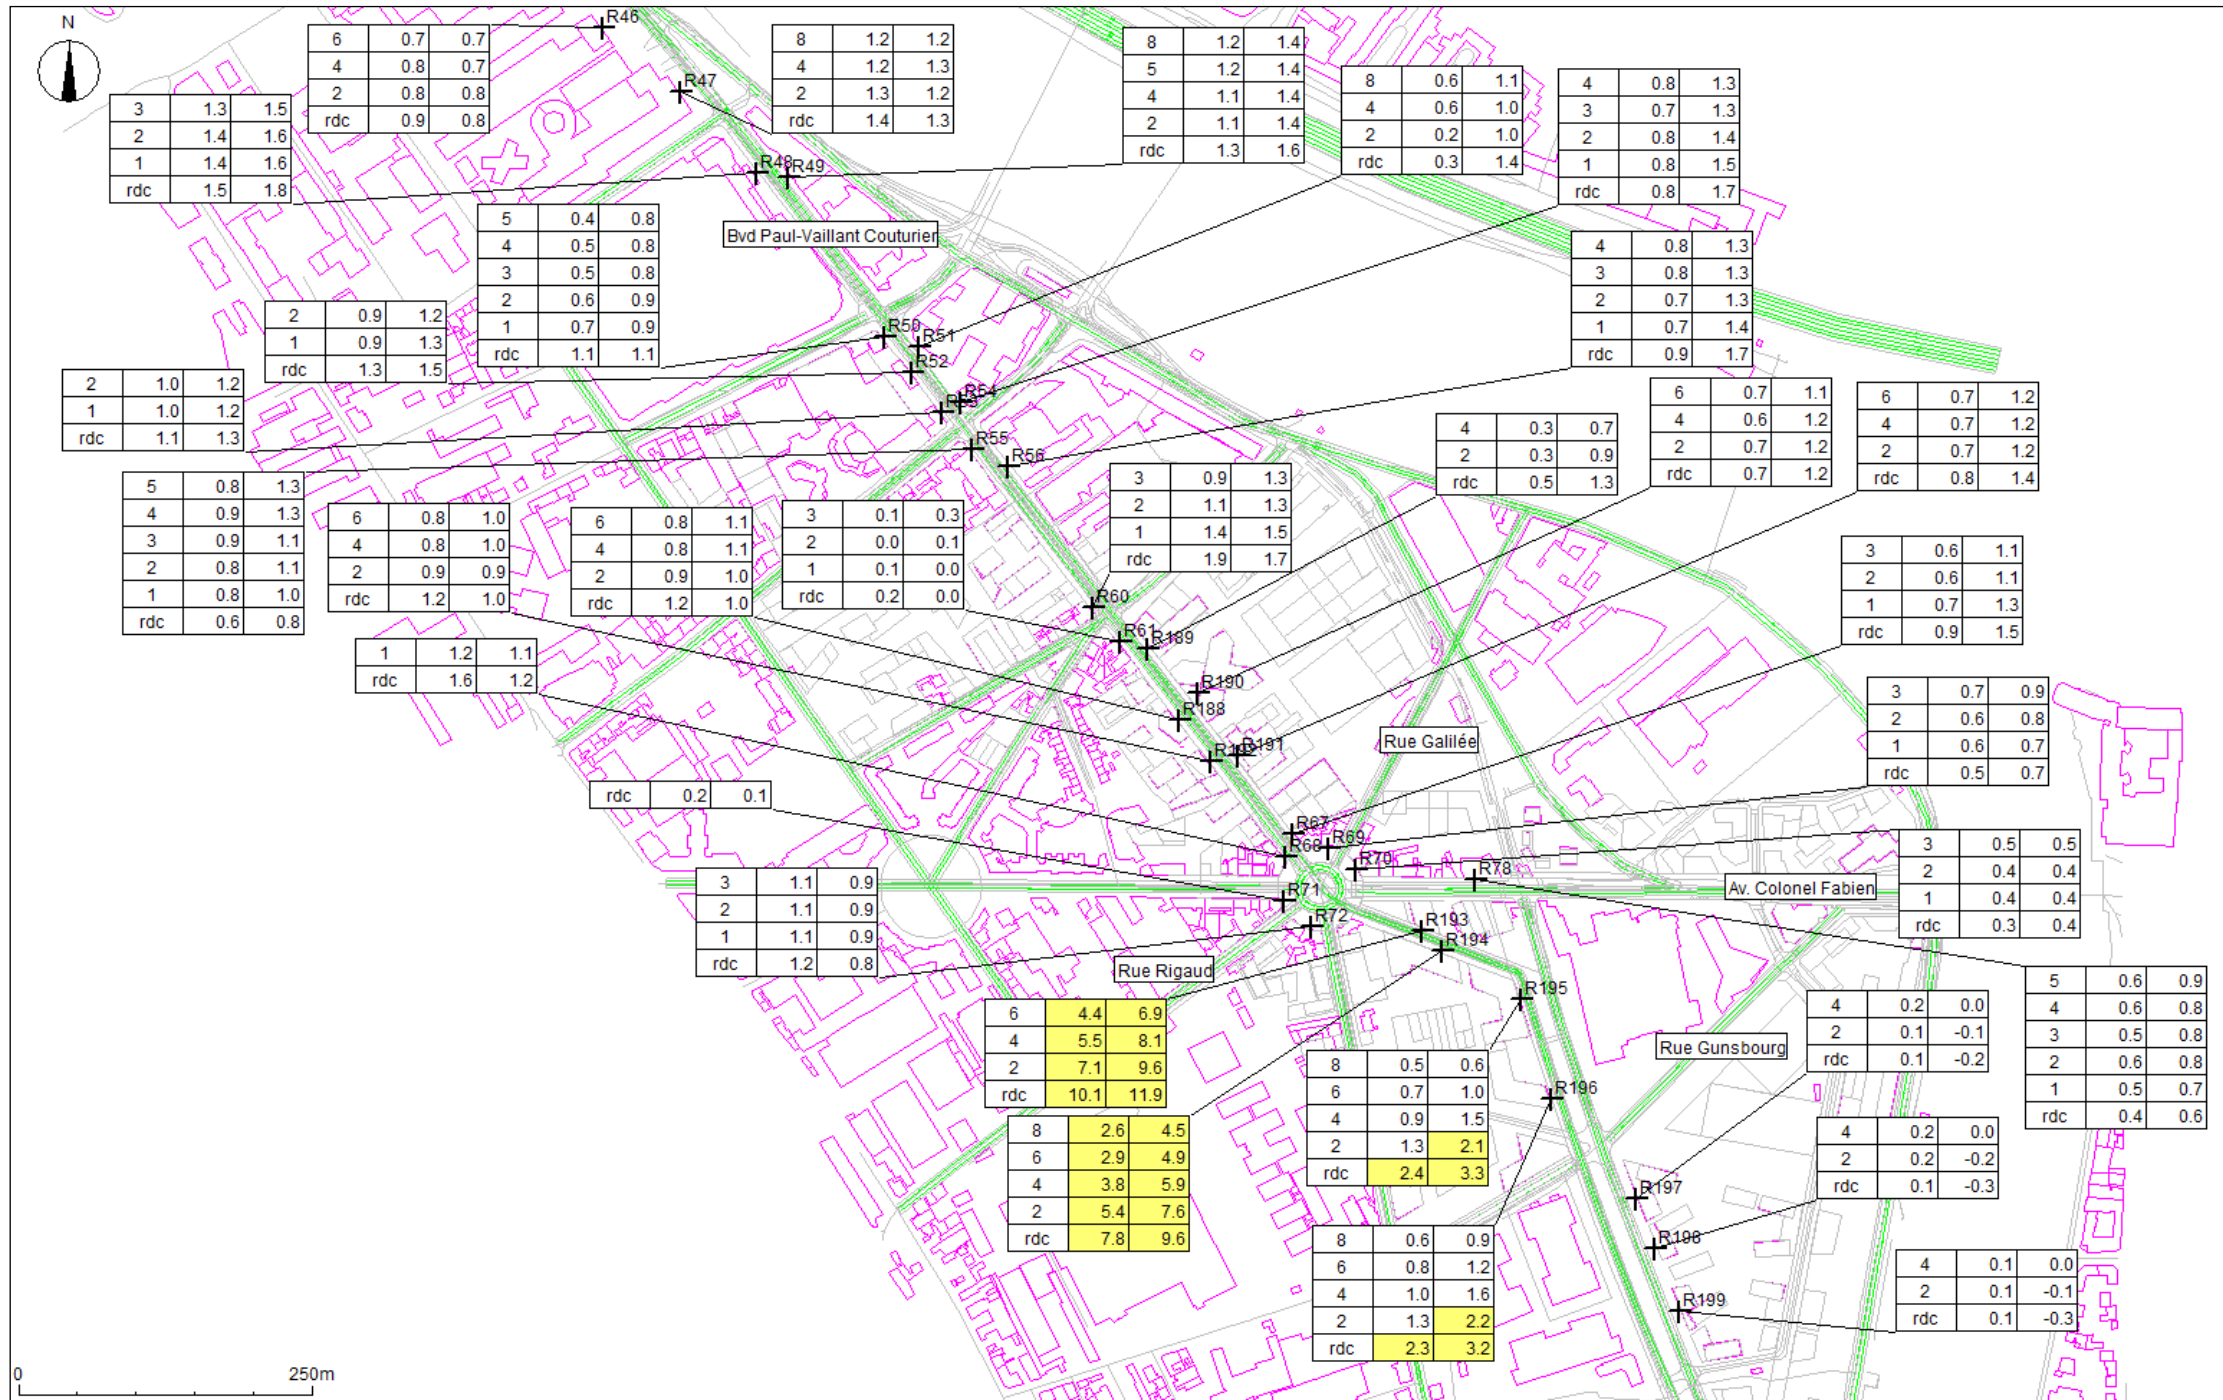 N
R46
6 0.7 0.7
4 0.8 0.7
2 0.8 0.8
rdc 0.9 0.8
8 1.2 1.2
4 1.2 1.3
2 1.3 1.2
rdc 1.4 1.3
8 1.2 1.4
5 1.2 1.4
4 1.1 1.4
2 1.1 1.4
rdc 1.3 1.6
8 0.6 1.1
4 0.6 1.0
2 0.2 1.0
rdc 0.3 1.4
4 0.8 1.3
3 0.7 1.3
2 0.8 1.4
1 0.8 1.5
rdc 0.8 1.7
R47
3 1.3 1.5
2 1.4 1.6
1 1.4 1.6
rdc 1.5 1.8
R48
R49
5 0.4 0.8
4 0.5 0.8
3 0.5 0.8
2 0.6 0.9
1 0.7 0.9
rdc 1.1 1.1
Bvd Paul-Vaillant Couturier
4 0.8 1.3
3 0.8 1.3
2 0.7 1.3
1 0.7 1.4
rdc 0.9 1.7
2 0.9 1.2
1 0.9 1.3
rdc 1.3 1.5
R50
R51
R52
2 1.0 1.2
1 1.0 1.2
rdc 1.1 1.3
R54
R55
R56
6 0.7 1.1
4 0.6 1.2
2 0.7 1.2
rdc 0.7 1.2
6 0.7 1.2
4 0.7 1.2
2 0.7 1.2
rdc 0.8 1.4
4 0.3 0.7
2 0.3 0.9
rdc 0.5 1.3
5 0.8 1.3
4 0.9 1.3
3 0.9 1.1
2 0.8 1.1
1 0.8 1.0
rdc 0.6 0.8
6 0.8 1.0
4 0.8 1.0
2 0.9 0.9
rdc 1.2 1.0
6 0.8 1.1
4 0.8 1.1
2 0.9 1.0
rdc 1.2 1.0
3 0.1 0.3
2 0.0 0.1
1 0.1 0.0
rdc 0.2 0.0
3 0.9 1.3
2 1.1 1.3
1 1.4 1.5
rdc 1.9 1.7
3 0.6 1.1
2 0.6 1.1
1 0.7 1.3
rdc 0.9 1.5
R60
R61
R189
1 1.2 1.1
rdc 1.6 1.2
R190
R188
R191
Rue Galilée
3 0.7 0.9
2 0.6 0.8
1 0.6 0.7
rdc 0.5 0.7
rdc 0.2 0.1
R67
R68
R69
R70
R78
3 0.5 0.5
2 0.4 0.4
1 0.4 0.4
rdc 0.3 0.4
Av. Colonel Fabien
3 1.1 0.9
2 1.1 0.9
1 1.1 0.9
rdc 1.2 0.8
R71
R72
R193
R194
Rue Rigaud
R195
6 4.4 6.9
4 5.5 8.1
2 7.1 9.6
rdc 10.1 11.9
4 0.2 0.0
2 0.1 -0.1
rdc 0.1 -0.2
5 0.6 0.9
4 0.6 0.8
3 0.5 0.8
2 0.6 0.8
1 0.5 0.7
rdc 0.4 0.6
Rue Gunsbourg
8 0.5 0.6
6 0.7 1.0
4 0.9 1.5
2 1.3 2.1
rdc 2.4 3.3
R196
8 2.6 4.5
6 2.9 4.9
4 3.8 5.9
2 5.4 7.6
rdc 7.8 9.6
4 0.2 0.0
2 0.2 -0.2
rdc 0.1 -0.3
R197
R198
8 0.6 0.9
6 0.8 1.2
4 1.0 1.6
2 1.3 2.2
rdc 2.3 3.2
4 0.1 0.0
2 0.1 -0.1
rdc 0.1 -0.3
R199
0 250m